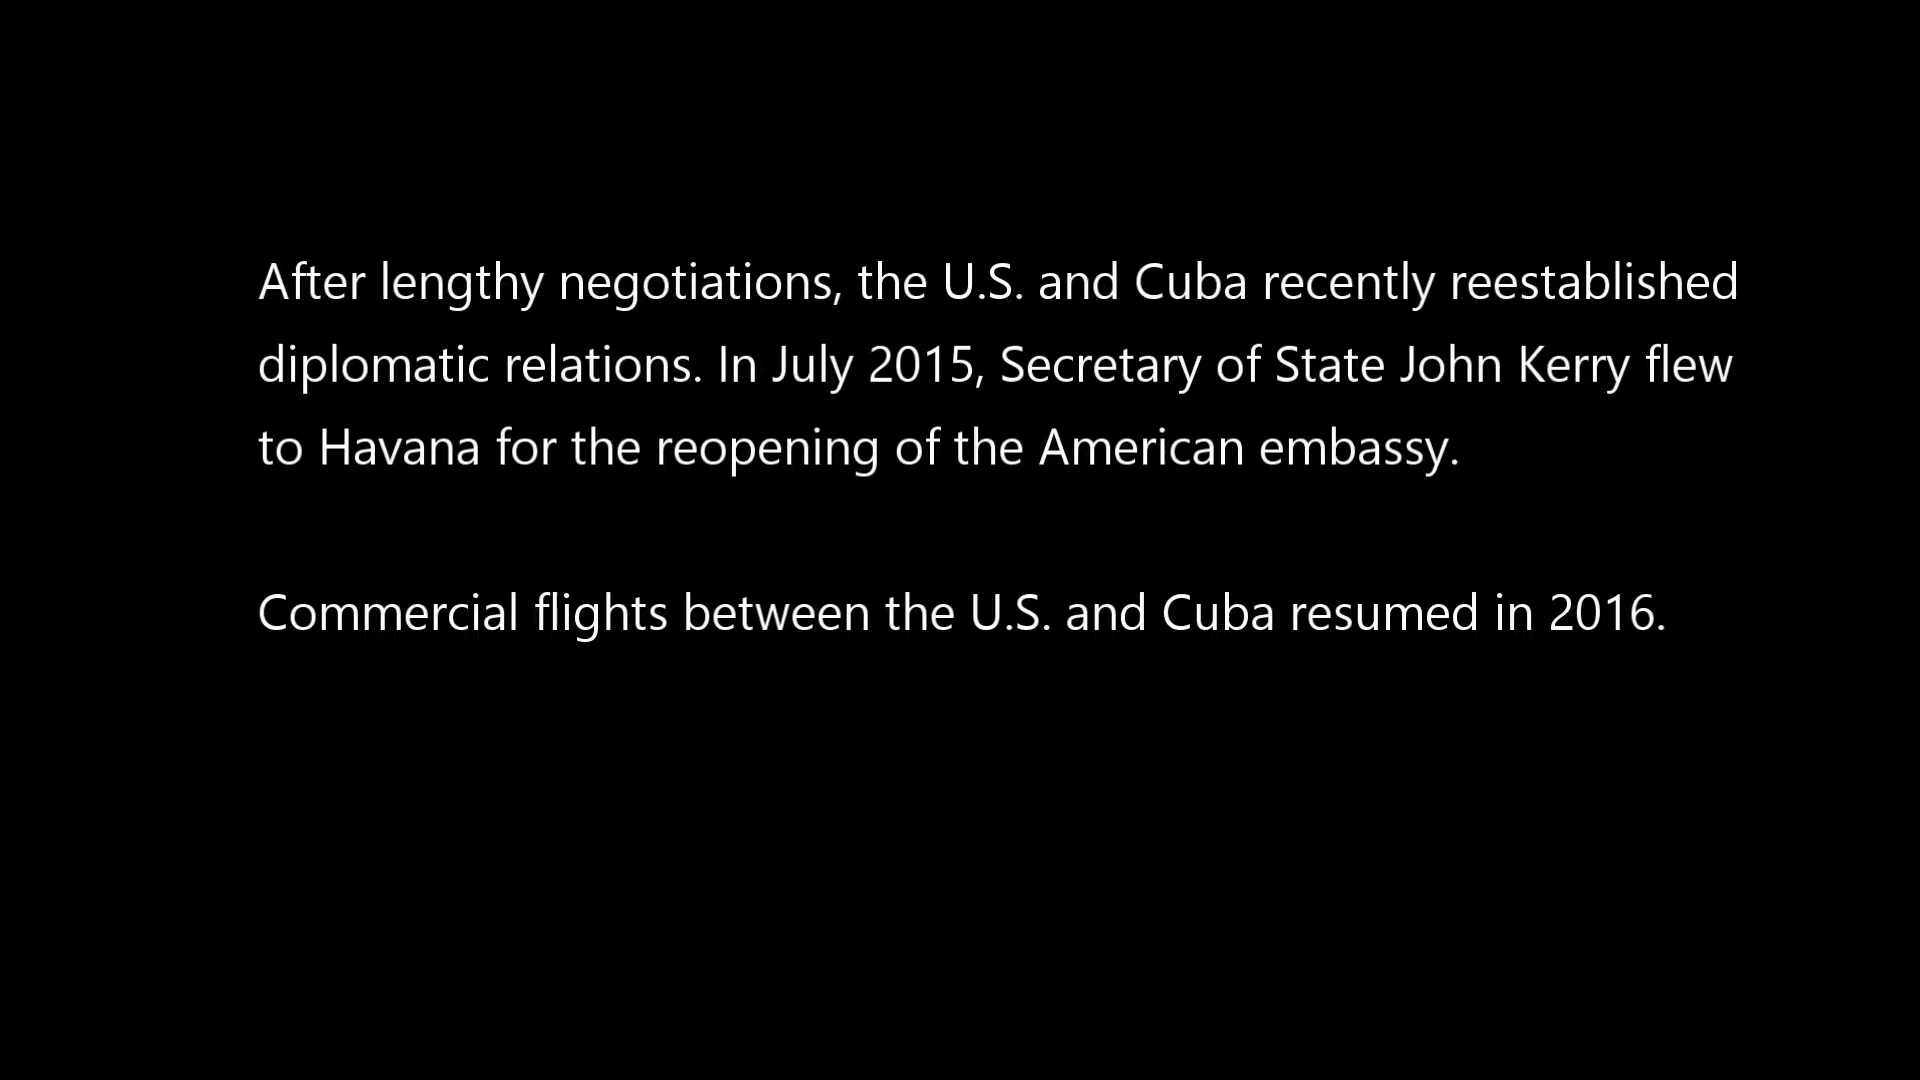 After lengthy negotiations, the U.S. and Cuba recently reestablished
diplomatic relations. In July 2015, Secretary of State John Kerry flew
to Havana for the reopening of the American embassy.
Commercial flights between the U.S. and Cuba resumed in 2016.